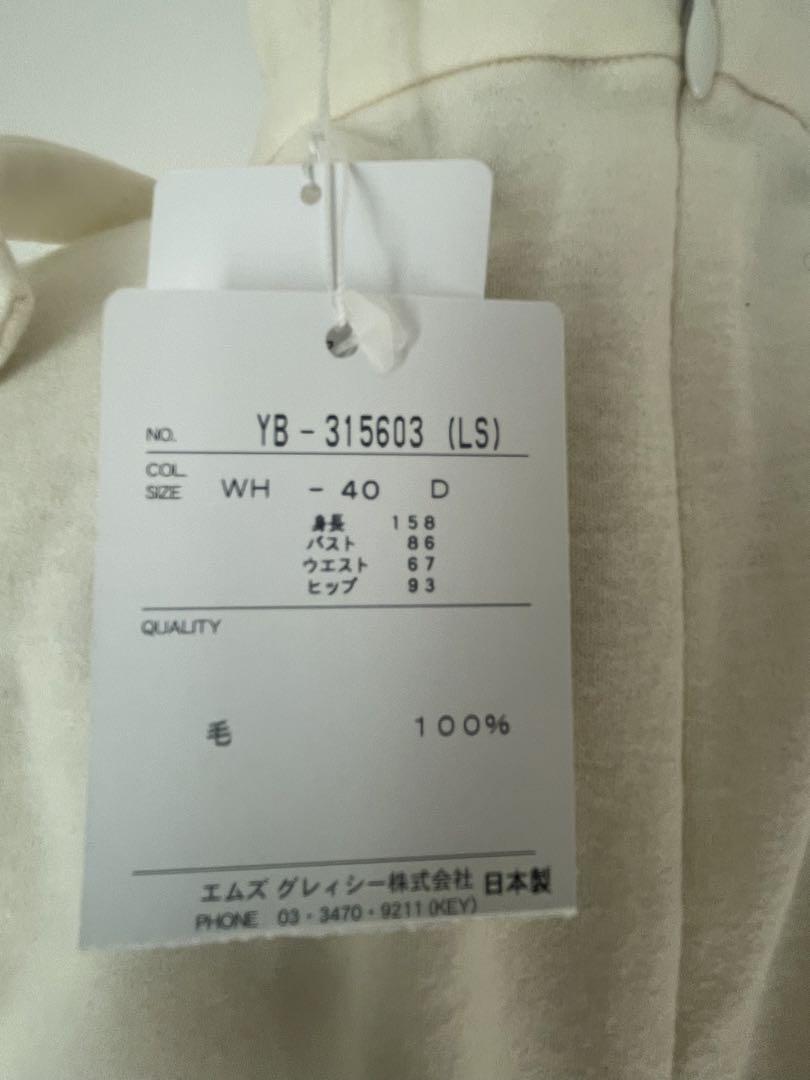 NO. YB-315603 (LS)
COL
SIZE WH - 40 D
身長 158
バスト 86
ウエスト 67
ヒップ 93
QUALITY
毛 100%
エムズ グレィシー株式会社 日本製
PHONE 03・3470・9211(KEY)